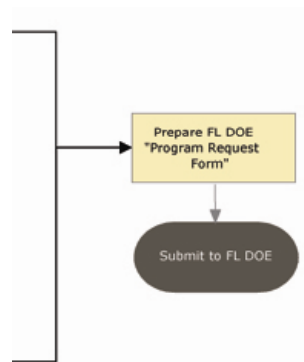 Prepare FL DOE
"Program Request
Form"
Submit to FL DOE